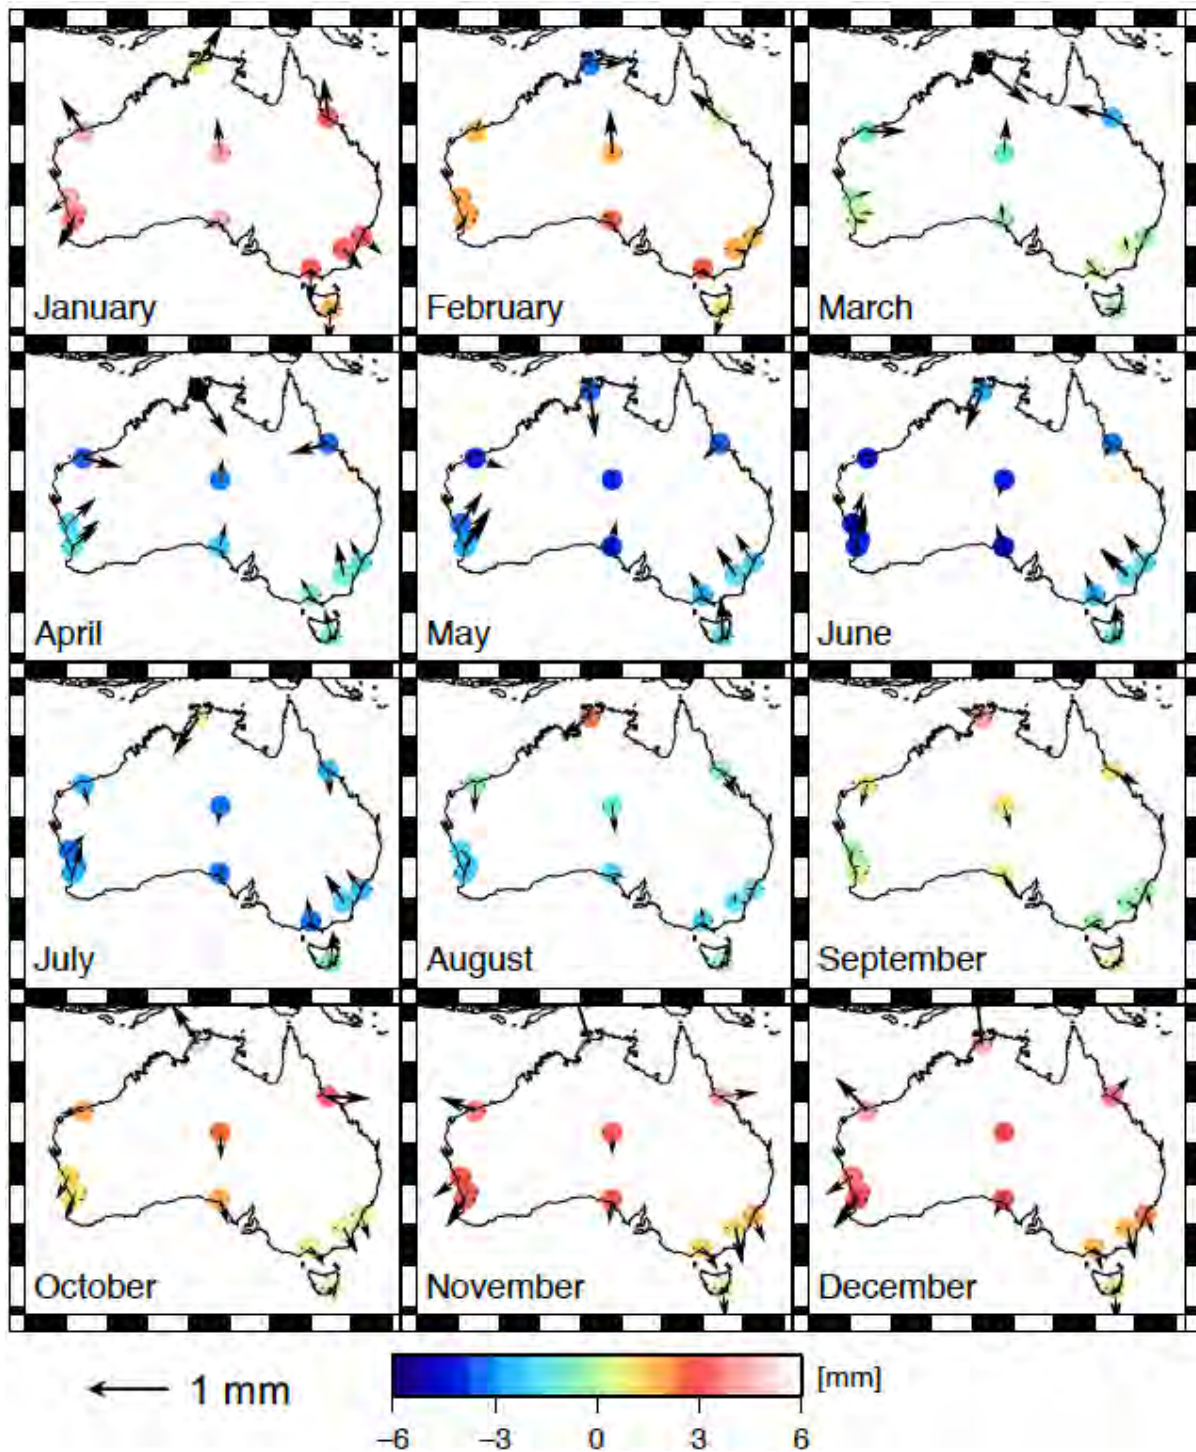 January
February
March
April
May
June
July
August
September
October
November
December
1 mm
[mm]
−6 −3 0 3 6